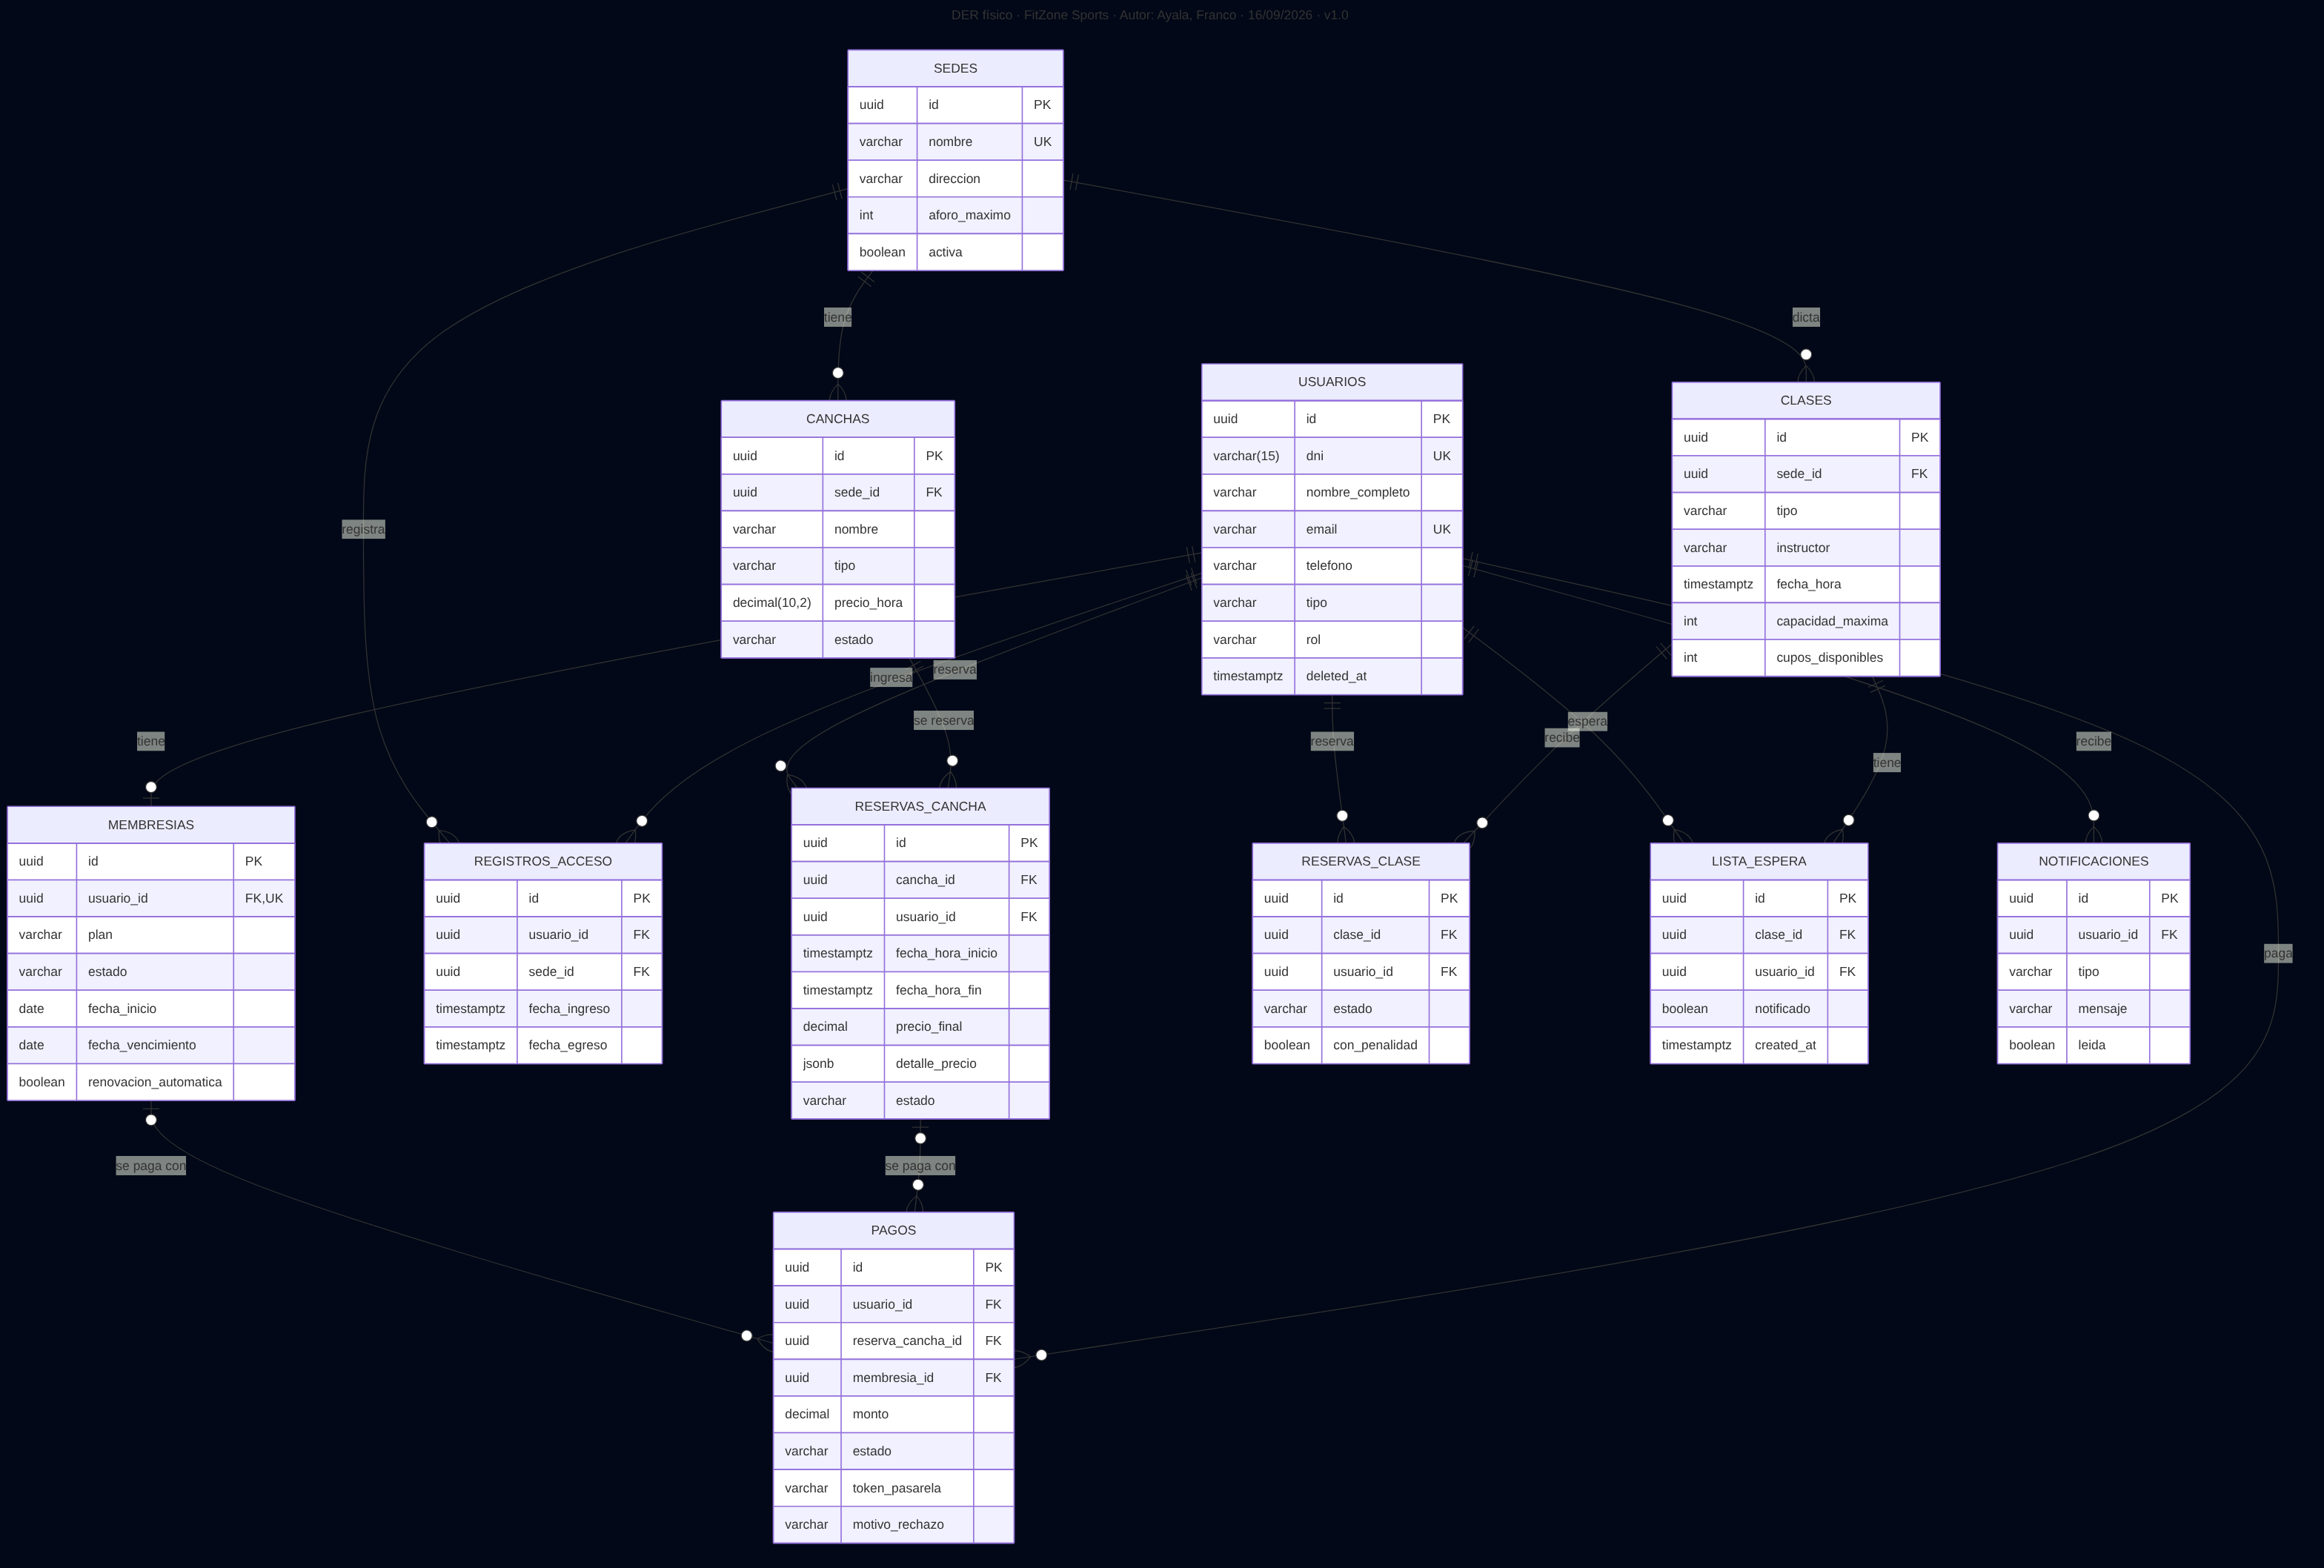 DER físico · FitZone Sports · Autor: Ayala, Franco · 16/09/2026 · v1.0
SEDES
uuid id PK
varchar nombre UK
varchar direccion
int aforo_maximo
boolean activa
tiene
dicta
registra
CANCHAS
uuid id PK
uuid sede_id FK
varchar nombre
varchar tipo
decimal(10,2) precio_hora
varchar estado
USUARIOS
uuid id PK
varchar(15) dni UK
varchar nombre_completo
varchar email UK
varchar telefono
varchar tipo
varchar rol
timestamptz deleted_at
CLASES
uuid id PK
uuid sede_id FK
varchar tipo
varchar instructor
timestamptz fecha_hora
int capacidad_maxima
int cupos_disponibles
tiene
ingresa
reserva
se reserva
reserva
espera
recibe
tiene
recibe
paga
MEMBRESIAS
uuid id PK
uuid usuario_id FK,UK
varchar plan
varchar estado
date fecha_inicio
date fecha_vencimiento
boolean renovacion_automatica
REGISTROS_ACCESO
uuid id PK
uuid usuario_id FK
uuid sede_id FK
timestamptz fecha_ingreso
timestamptz fecha_egreso
RESERVAS_CANCHA
uuid id PK
uuid cancha_id FK
uuid usuario_id FK
timestamptz fecha_hora_inicio
timestamptz fecha_hora_fin
decimal precio_final
jsonb detalle_precio
varchar estado
RESERVAS_CLASE
uuid id PK
uuid clase_id FK
uuid usuario_id FK
varchar estado
boolean con_penalidad
LISTA_ESPERA
uuid id PK
uuid clase_id FK
uuid usuario_id FK
boolean notificado
timestamptz created_at
NOTIFICACIONES
uuid id PK
uuid usuario_id FK
varchar tipo
varchar mensaje
boolean leida
se paga con
se paga con
PAGOS
uuid id PK
uuid usuario_id FK
uuid reserva_cancha_id FK
uuid membresia_id FK
decimal monto
varchar estado
varchar token_pasarela
varchar motivo_rechazo